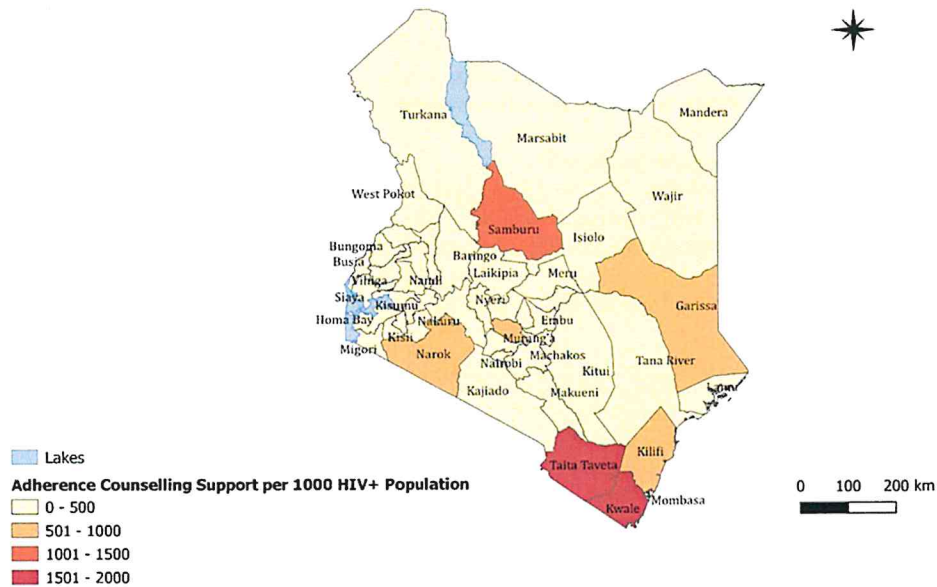 Mandera
Turkana
Marsabit
Wajir
West Pokot
Samburu
Isiolo
Bungoma
Busia
Baringo
Laikipia
Meru
Vihiga
Nandi
Siaya
Kisumu
Nyeri
Garissa
Homa Bay
Nakuru
Embu
Kisii
Murang'a
Migori
Narok
Machakos
Nairobi
Tana River
Kitui
Kajiado
Makueni
Lamu
Kilifi
Taita Taveta
Mombasa
Kwale
Lakes
Adherence Counselling Support per 1000 HIV+ Population
0 - 500
501 - 1000
1001 - 1500
1501 - 2000
0 100 200 km